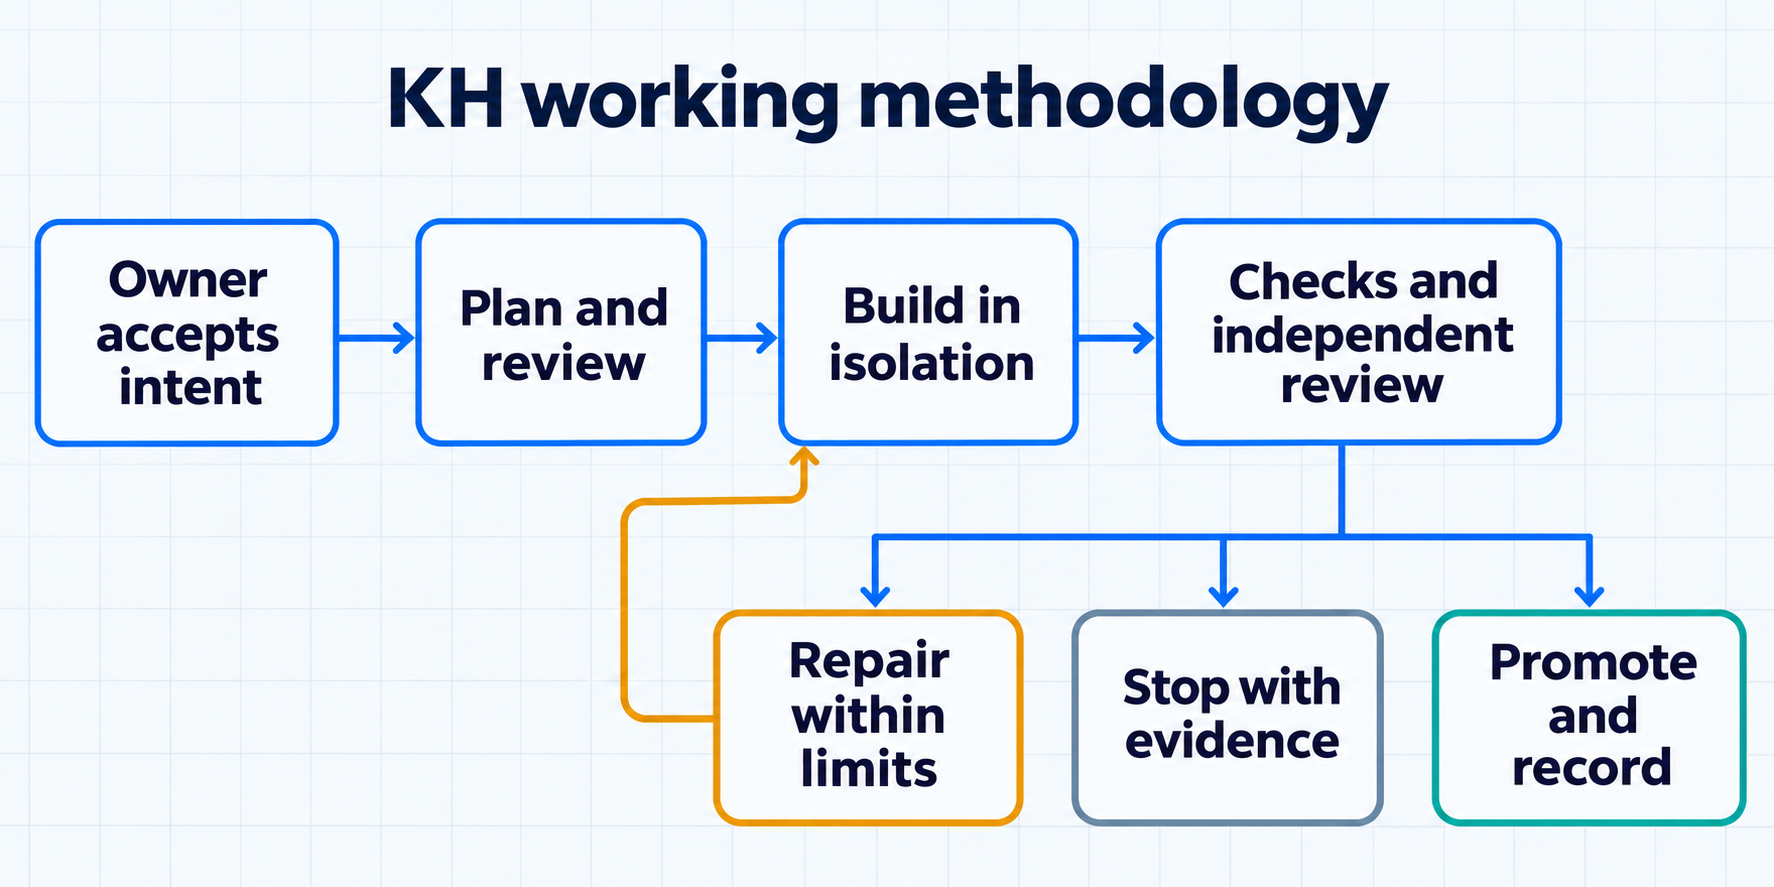 KH working methodology
Owner
accepts
intent
Plan and
review
Build in
isolation
Checks and
independent
review
Repair
within
limits
Stop with
evidence
Promote
and
record